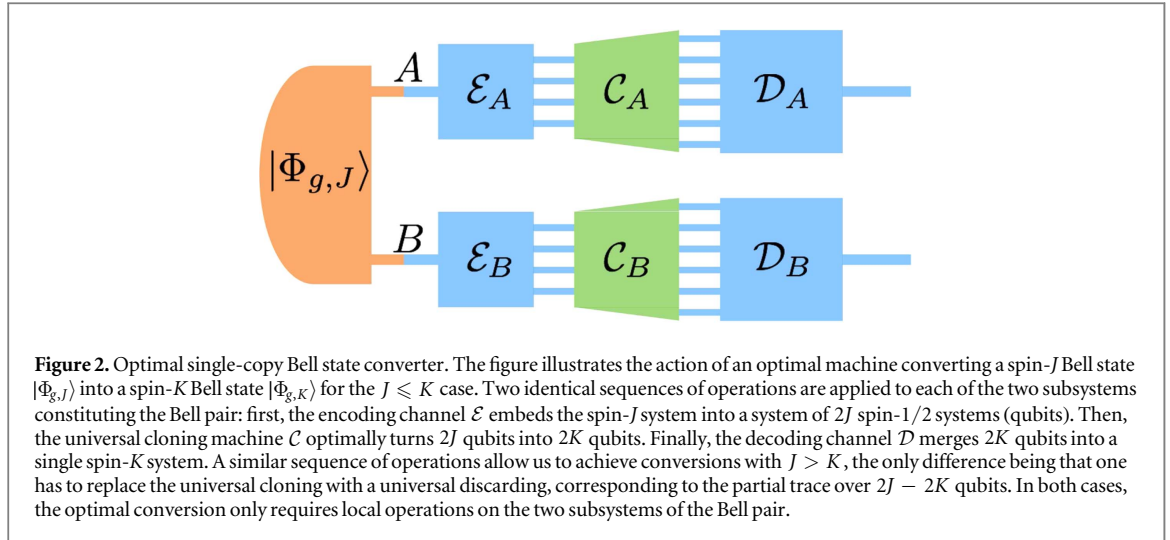 A
ℰ_A
𝒞_A
𝒟_A
|Φ_{g,J}⟩
B
ℰ_B
𝒞_B
𝒟_B
Figure 2. Optimal single-copy Bell state converter. The figure illustrates the action of an optimal machine converting a spin-J Bell state
|Φ_{g,J}⟩ into a spin-K Bell state |Φ_{g,K}⟩ for the J ⩽ K case. Two identical sequences of operations are applied to each of the two subsystems
constituting the Bell pair: first, the encoding channel ℰ embeds the spin-J system into a system of 2J spin-1/2 systems (qubits). Then,
the universal cloning machine 𝒞 optimally turns 2J qubits into 2K qubits. Finally, the decoding channel 𝒟 merges 2K qubits into a
single spin-K system. A similar sequence of operations allow us to achieve conversions with J > K, the only difference being that one
has to replace the universal cloning with a universal discarding, corresponding to the partial trace over 2J − 2K qubits. In both cases,
the optimal conversion only requires local operations on the two subsystems of the Bell pair.